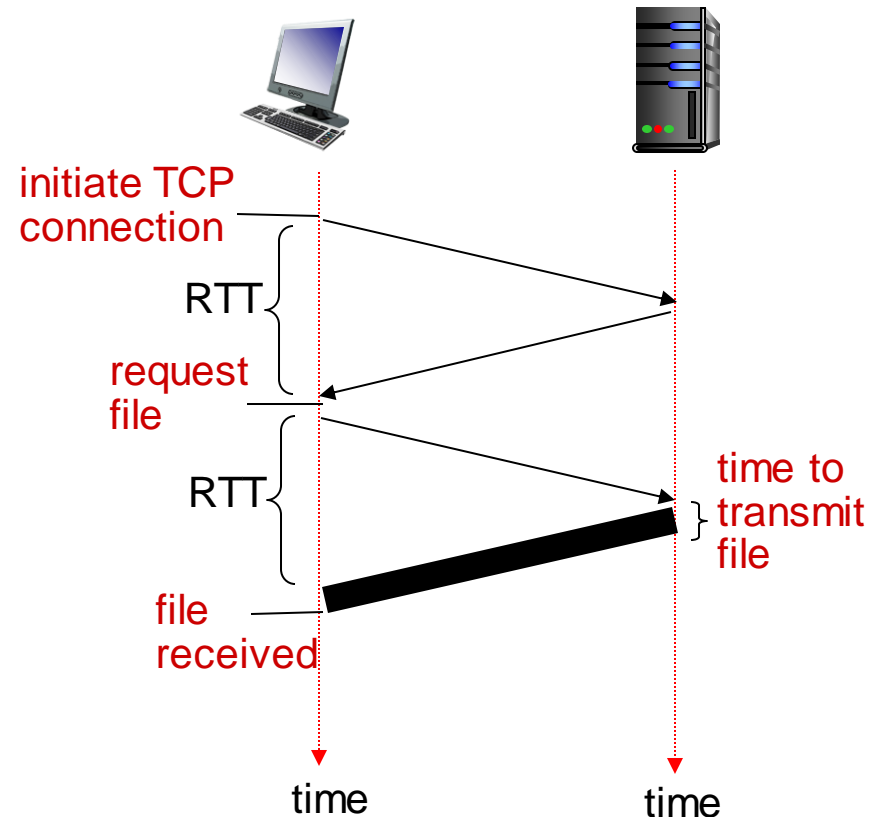 initiate TCP
connection
RTT
request
file
RTT
time to
transmit
file
file
received
time
time